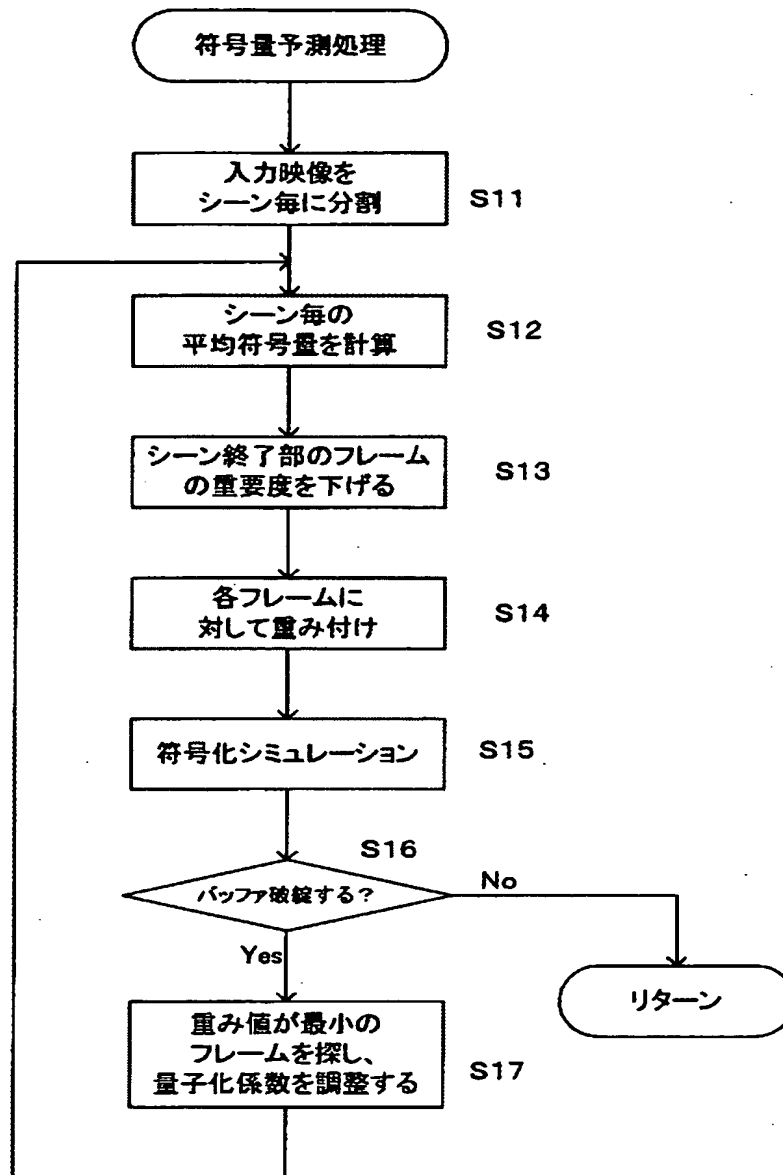 符号量予測処理
入力映像を
シーン毎に分割
S11
シーン毎の
平均符号量を計算
S12
シーン終了部のフレーム
の重要度を下げる
S13
各フレームに
対して重み付け
S14
符号化シミュレーション
S15
S16
バッファ破綻する?
No
Yes
リターン
重み値が最小の
フレームを探し、
量子化係数を調整する
S17